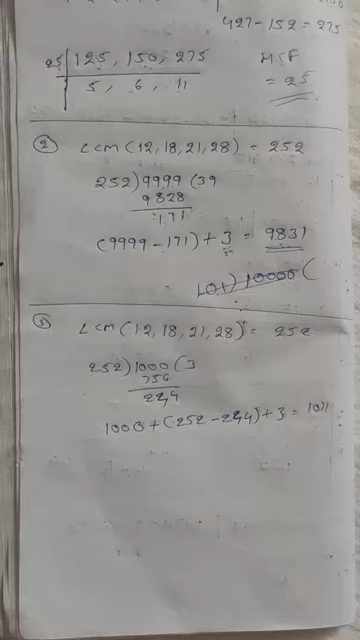 427-152 = 275
25 | 125, 150, 275
5, 6, 11
HCF
= 25
② LCM (12,18,21,28) = 252
252) 9999 (39
9828
171
(9999-171)+3 = 9831
101) 10000 (
③ LCM (12,18,21,28) = 252
252) 1000 (3
756
244
1000+(252-244)+3 = 1011